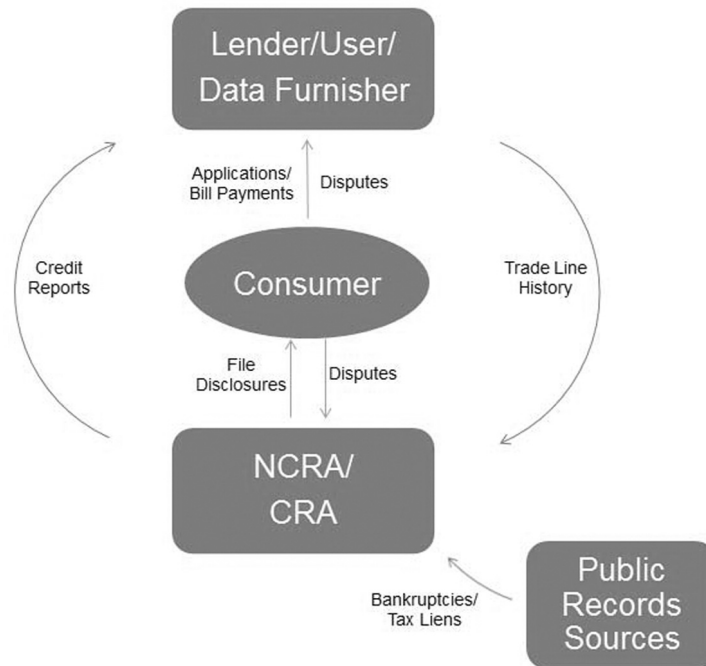 Lender/User/
Data Furnisher
Applications/
Bill Payments
Disputes
Credit
Reports
Consumer
Trade Line
History
File
Disclosures
Disputes
NCRA/
CRA
Bankruptcies/
Tax Liens
Public
Records
Sources